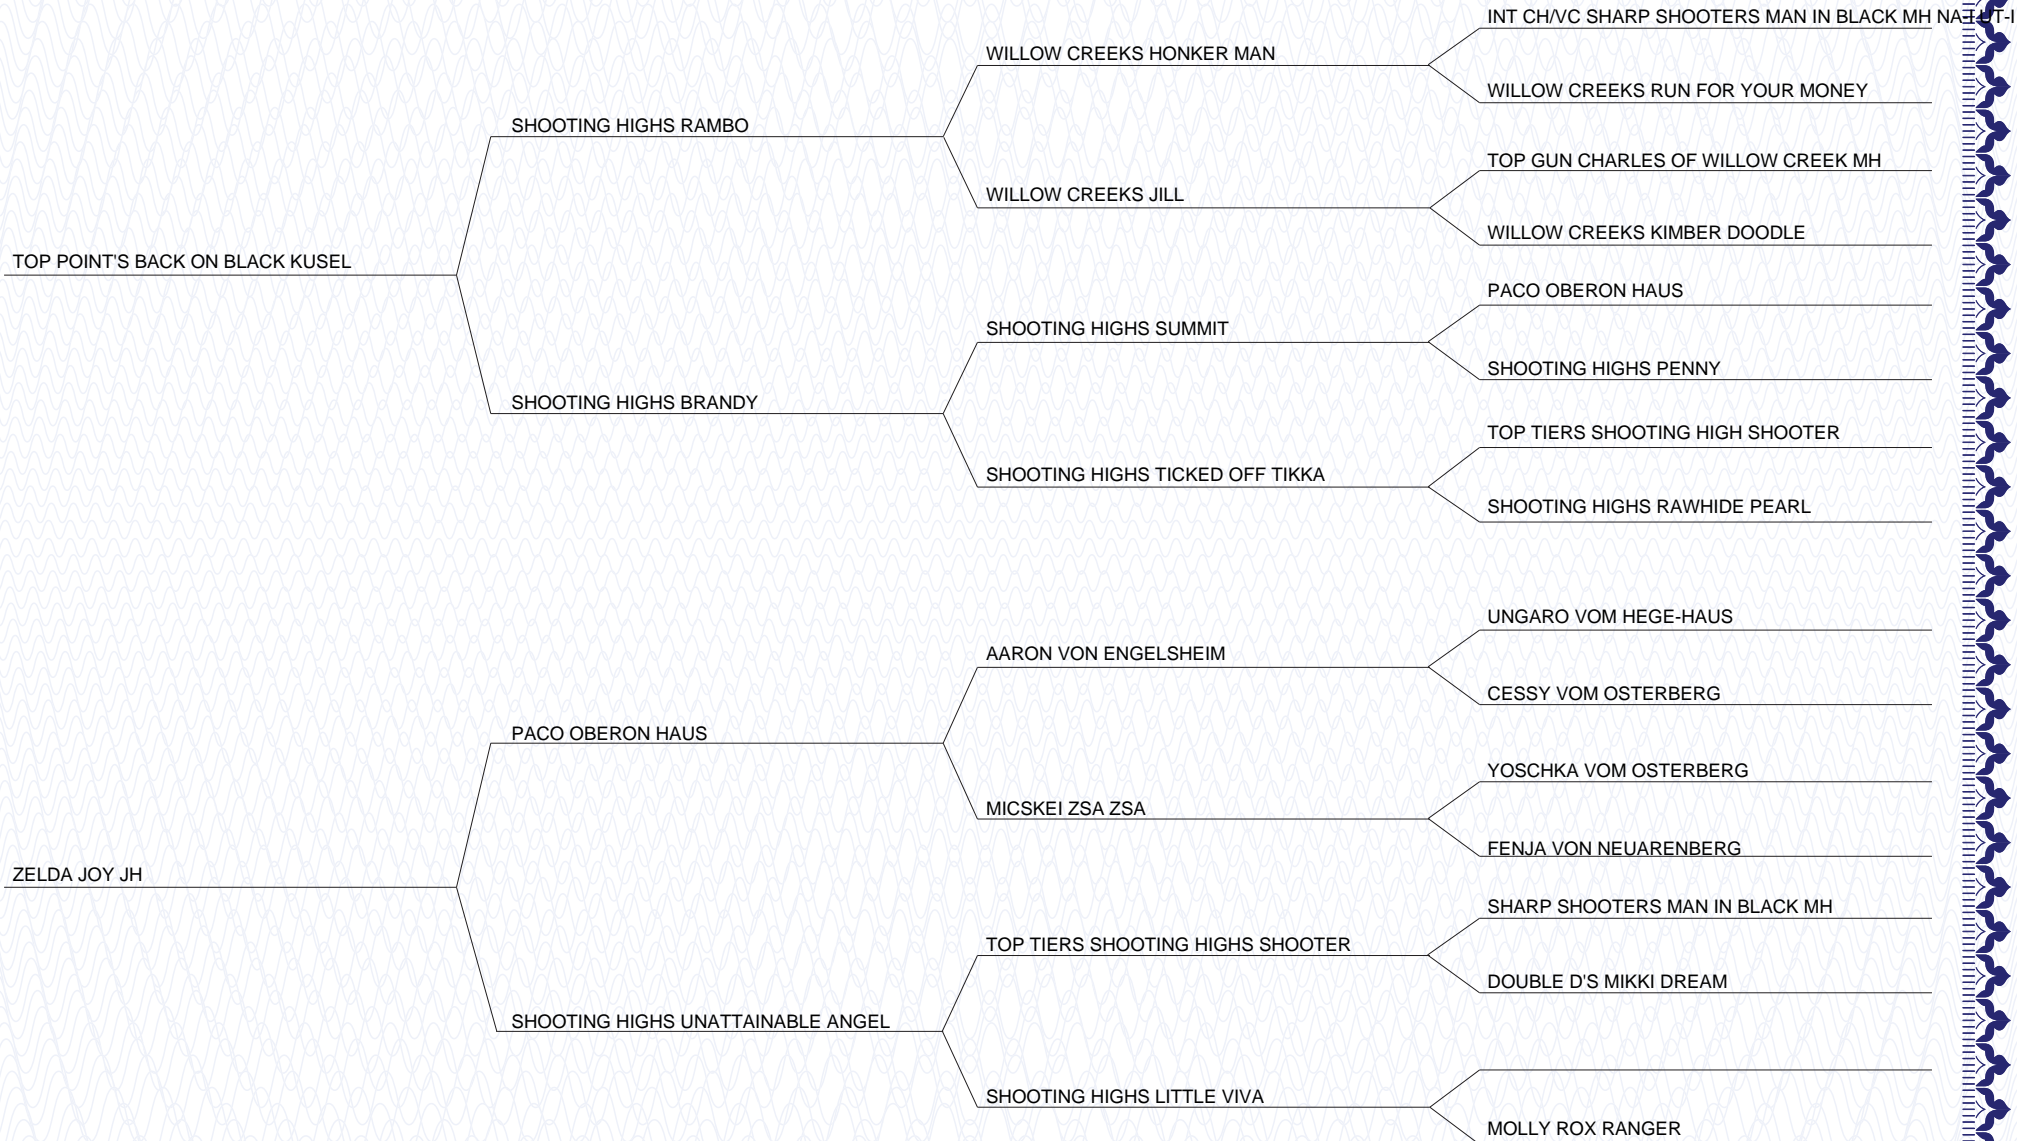 INT CH/VC SHARP SHOOTERS MAN IN BLACK MH NA-I UT-I
WILLOW CREEKS HONKER MAN
WILLOW CREEKS RUN FOR YOUR MONEY
SHOOTING HIGHS RAMBO
TOP GUN CHARLES OF WILLOW CREEK MH
WILLOW CREEKS JILL
WILLOW CREEKS KIMBER DOODLE
TOP POINT'S BACK ON BLACK KUSEL
PACO OBERON HAUS
SHOOTING HIGHS SUMMIT
SHOOTING HIGHS PENNY
SHOOTING HIGHS BRANDY
TOP TIERS SHOOTING HIGH SHOOTER
SHOOTING HIGHS TICKED OFF TIKKA
SHOOTING HIGHS RAWHIDE PEARL
UNGARO VOM HEGE-HAUS
AARON VON ENGELSHEIM
CESSY VOM OSTERBERG
PACO OBERON HAUS
YOSCHKA VOM OSTERBERG
MICSKEI ZSA ZSA
FENJA VON NEUARENBERG
ZELDA JOY JH
SHARP SHOOTERS MAN IN BLACK MH
TOP TIERS SHOOTING HIGHS SHOOTER
DOUBLE D'S MIKKI DREAM
SHOOTING HIGHS UNATTAINABLE ANGEL
SHOOTING HIGHS LITTLE VIVA
MOLLY ROX RANGER